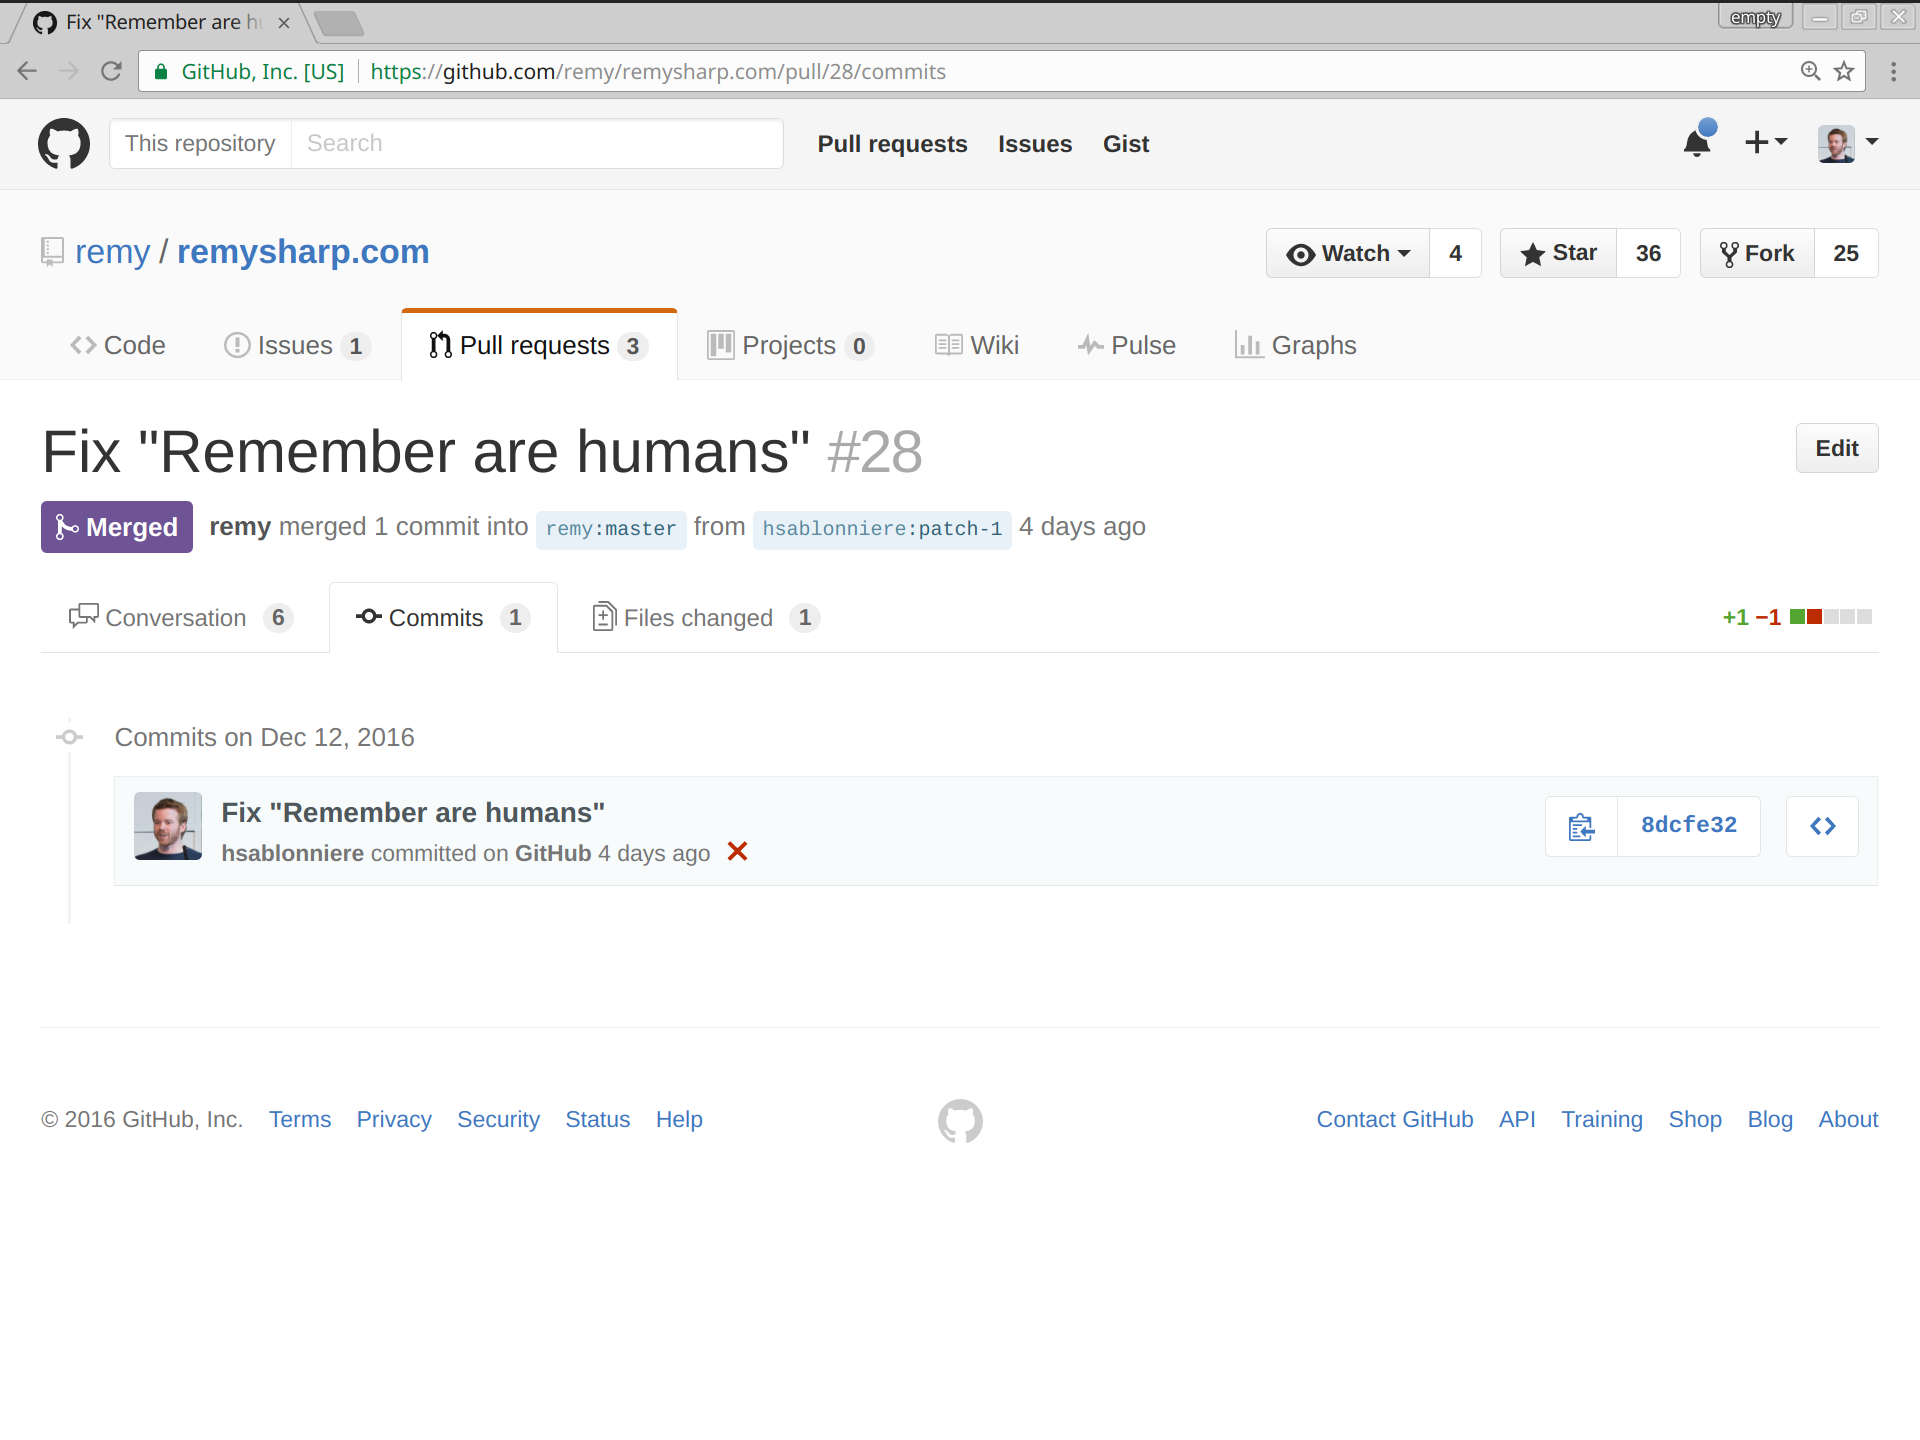 Fix "Remember are hu
empty
GitHub, Inc. [US] https://github.com/remy/remysharp.com/pull/28/commits
This repository Search Pull requests Issues Gist
remy / remysharp.com Watch 4 Star 36 Fork 25
Code Issues 1 Pull requests 3 Projects 0 Wiki Pulse Graphs
Fix "Remember are humans" #28 Edit
Merged remy merged 1 commit into remy:master from hsablonniere:patch-1 4 days ago
Conversation 6 Commits 1 Files changed 1 +1 −1
Commits on Dec 12, 2016
Fix "Remember are humans"
hsablonniere committed on GitHub 4 days ago
8dcfe32
© 2016 GitHub, Inc. Terms Privacy Security Status Help Contact GitHub API Training Shop Blog About